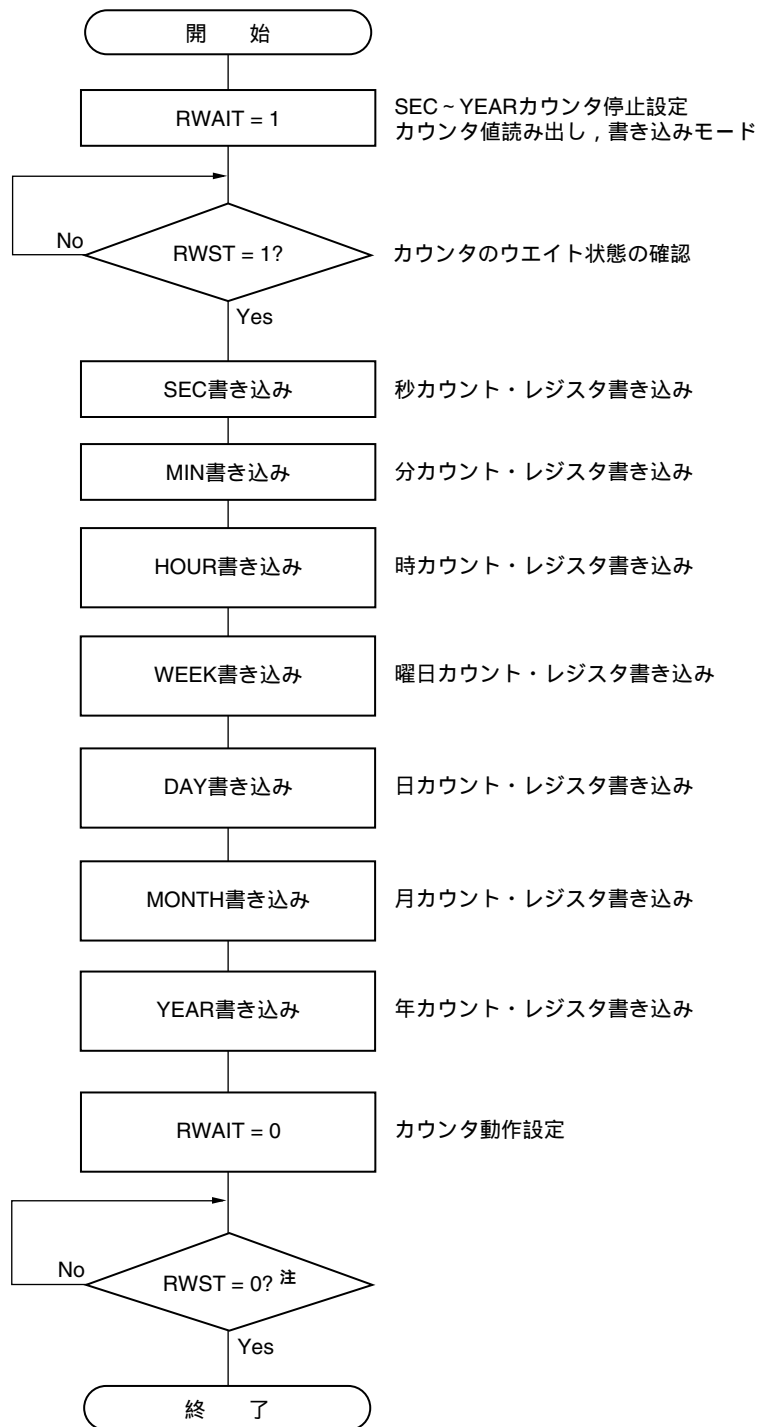 開　始
RWAIT = 1
SEC～YEARカウンタ停止設定
カウンタ値読み出し，書き込みモード
No
RWST = 1?
カウンタのウエイト状態の確認
Yes
SEC書き込み
秒カウント・レジスタ書き込み
MIN書き込み
分カウント・レジスタ書き込み
HOUR書き込み
時カウント・レジスタ書き込み
WEEK書き込み
曜日カウント・レジスタ書き込み
DAY書き込み
日カウント・レジスタ書き込み
MONTH書き込み
月カウント・レジスタ書き込み
YEAR書き込み
年カウント・レジスタ書き込み
RWAIT = 0
カウンタ動作設定
No
RWST = 0? 注
Yes
終　了